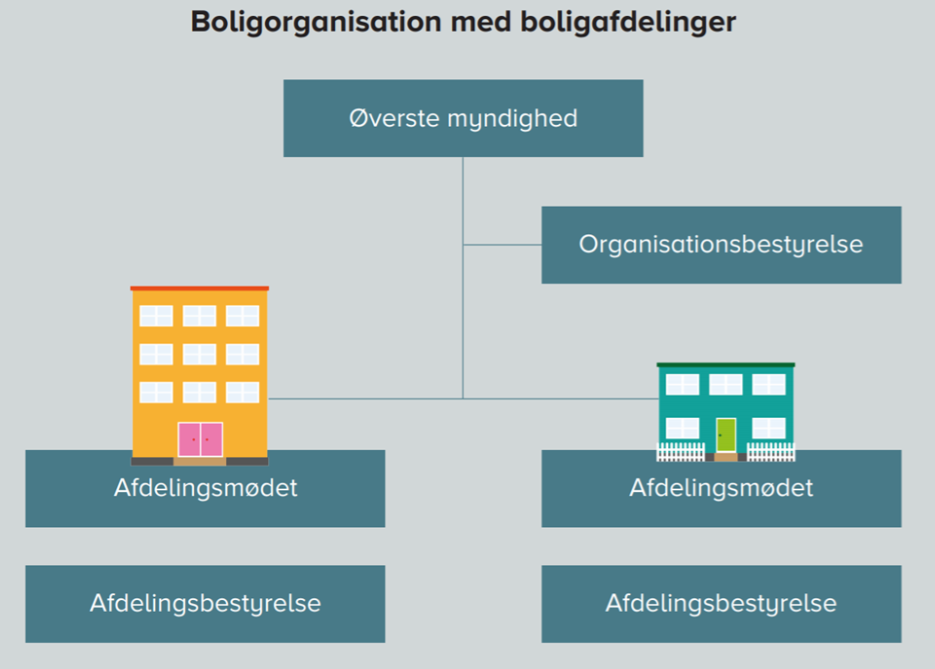 Boligorganisation med boligafdelinger
Øverste myndighed
Organisationsbestyrelse
Afdelingsmødet
Afdelingsmødet
Afdelingsbestyrelse
Afdelingsbestyrelse